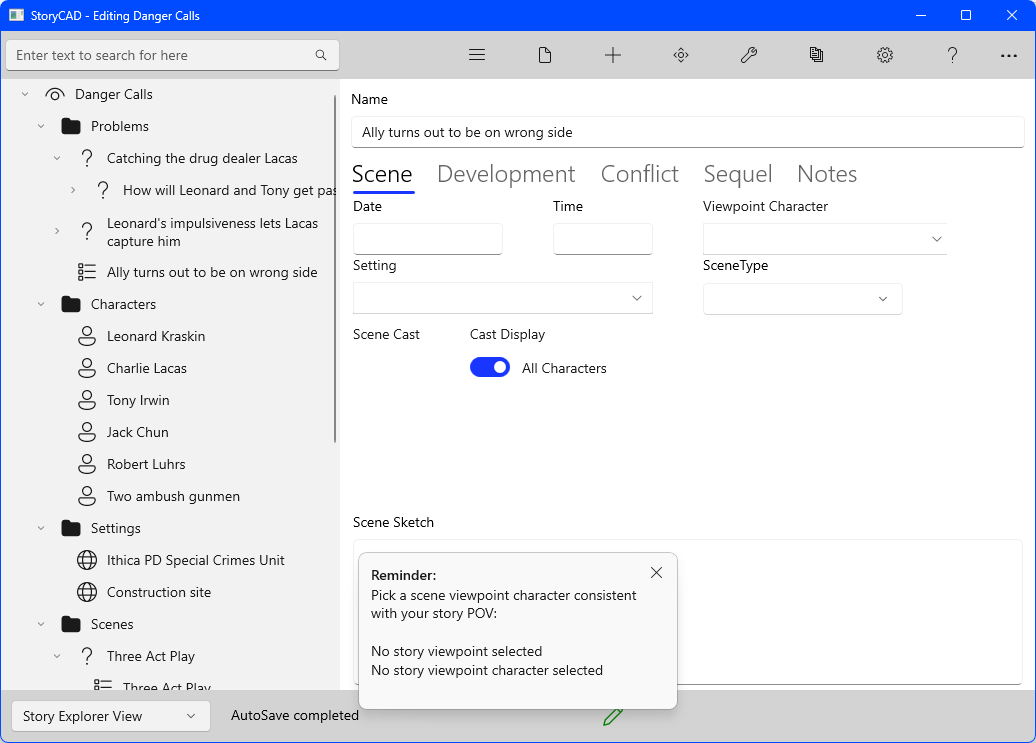 StoryCAD - Editing Danger Calls
Enter text to search for here
Danger Calls
Problems
Catching the drug dealer Lacas
How will Leonard and Tony get pas
Leonard's impulsiveness lets Lacas
capture him
Ally turns out to be on wrong side
Characters
Leonard Kraskin
Charlie Lacas
Tony Irwin
Jack Chun
Robert Luhrs
Two ambush gunmen
Settings
Ithica PD Special Crimes Unit
Construction site
Scenes
Three Act Play
Three Act Play
Name
Ally turns out to be on wrong side
Scene Development Conflict Sequel Notes
Date Time Viewpoint Character
Setting SceneType
Scene Cast Cast Display
All Characters
Scene Sketch
Reminder:
Pick a scene viewpoint character consistent
with your story POV:
No story viewpoint selected
No story viewpoint character selected
Story Explorer View AutoSave completed